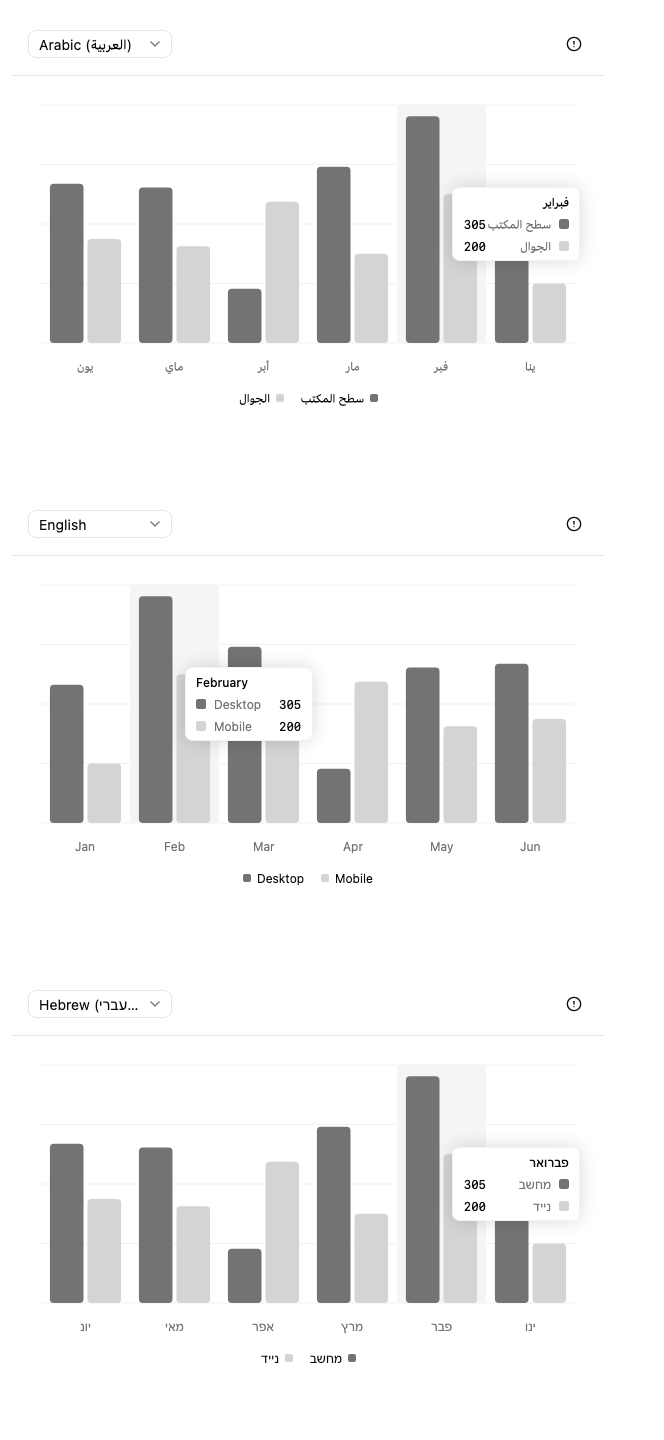 Arabic (العربية)
فبراير
سطح المكتب 305
الجوال 200
ينا فبر مار أبر ماي يون
سطح المكتب الجوال
English
February
Desktop 305
Mobile 200
Jan Feb Mar Apr May Jun
Desktop Mobile
Hebrew (עברי...
פברואר
מחשב 305
נייד 200
ינו פבר מרץ אפר מאי יונ
מחשב נייד